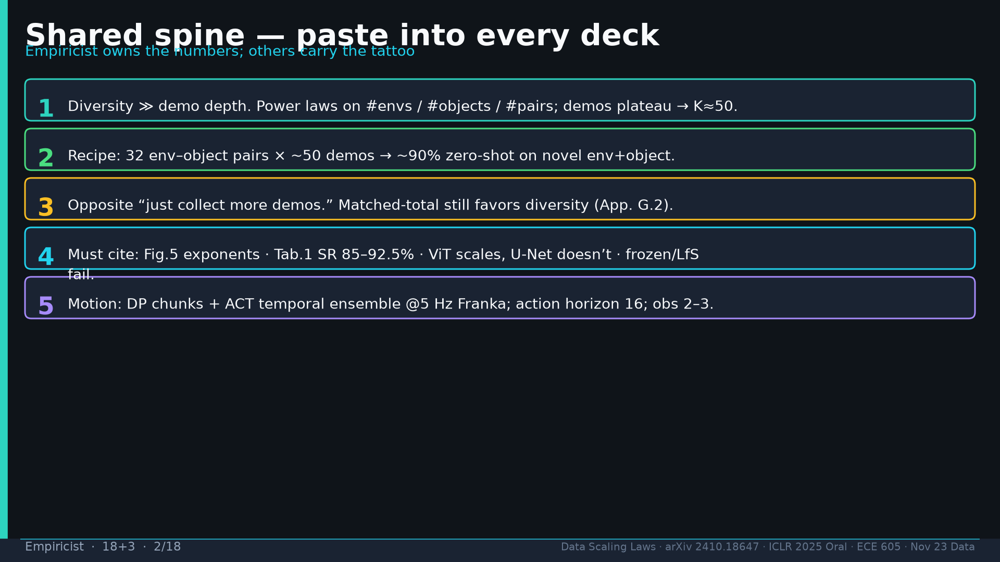 Shared spine — paste into every deck
Empiricist owns the numbers; others carry the tattoo
1 Diversity ≫ demo depth. Power laws on #envs / #objects / #pairs; demos plateau → K≈50.
2 Recipe: 32 env–object pairs × ~50 demos → ~90% zero-shot on novel env+object.
3 Opposite “just collect more demos.” Matched-total still favors diversity (App. G.2).
4 Must cite: Fig.5 exponents · Tab.1 SR 85–92.5% · ViT scales, U-Net doesn’t · frozen/LfS
fail.
5 Motion: DP chunks + ACT temporal ensemble @5 Hz Franka; action horizon 16; obs 2–3.
Empiricist · 18+3 · 2/18
Data Scaling Laws · arXiv 2410.18647 · ICLR 2025 Oral · ECE 605 · Nov 23 Data